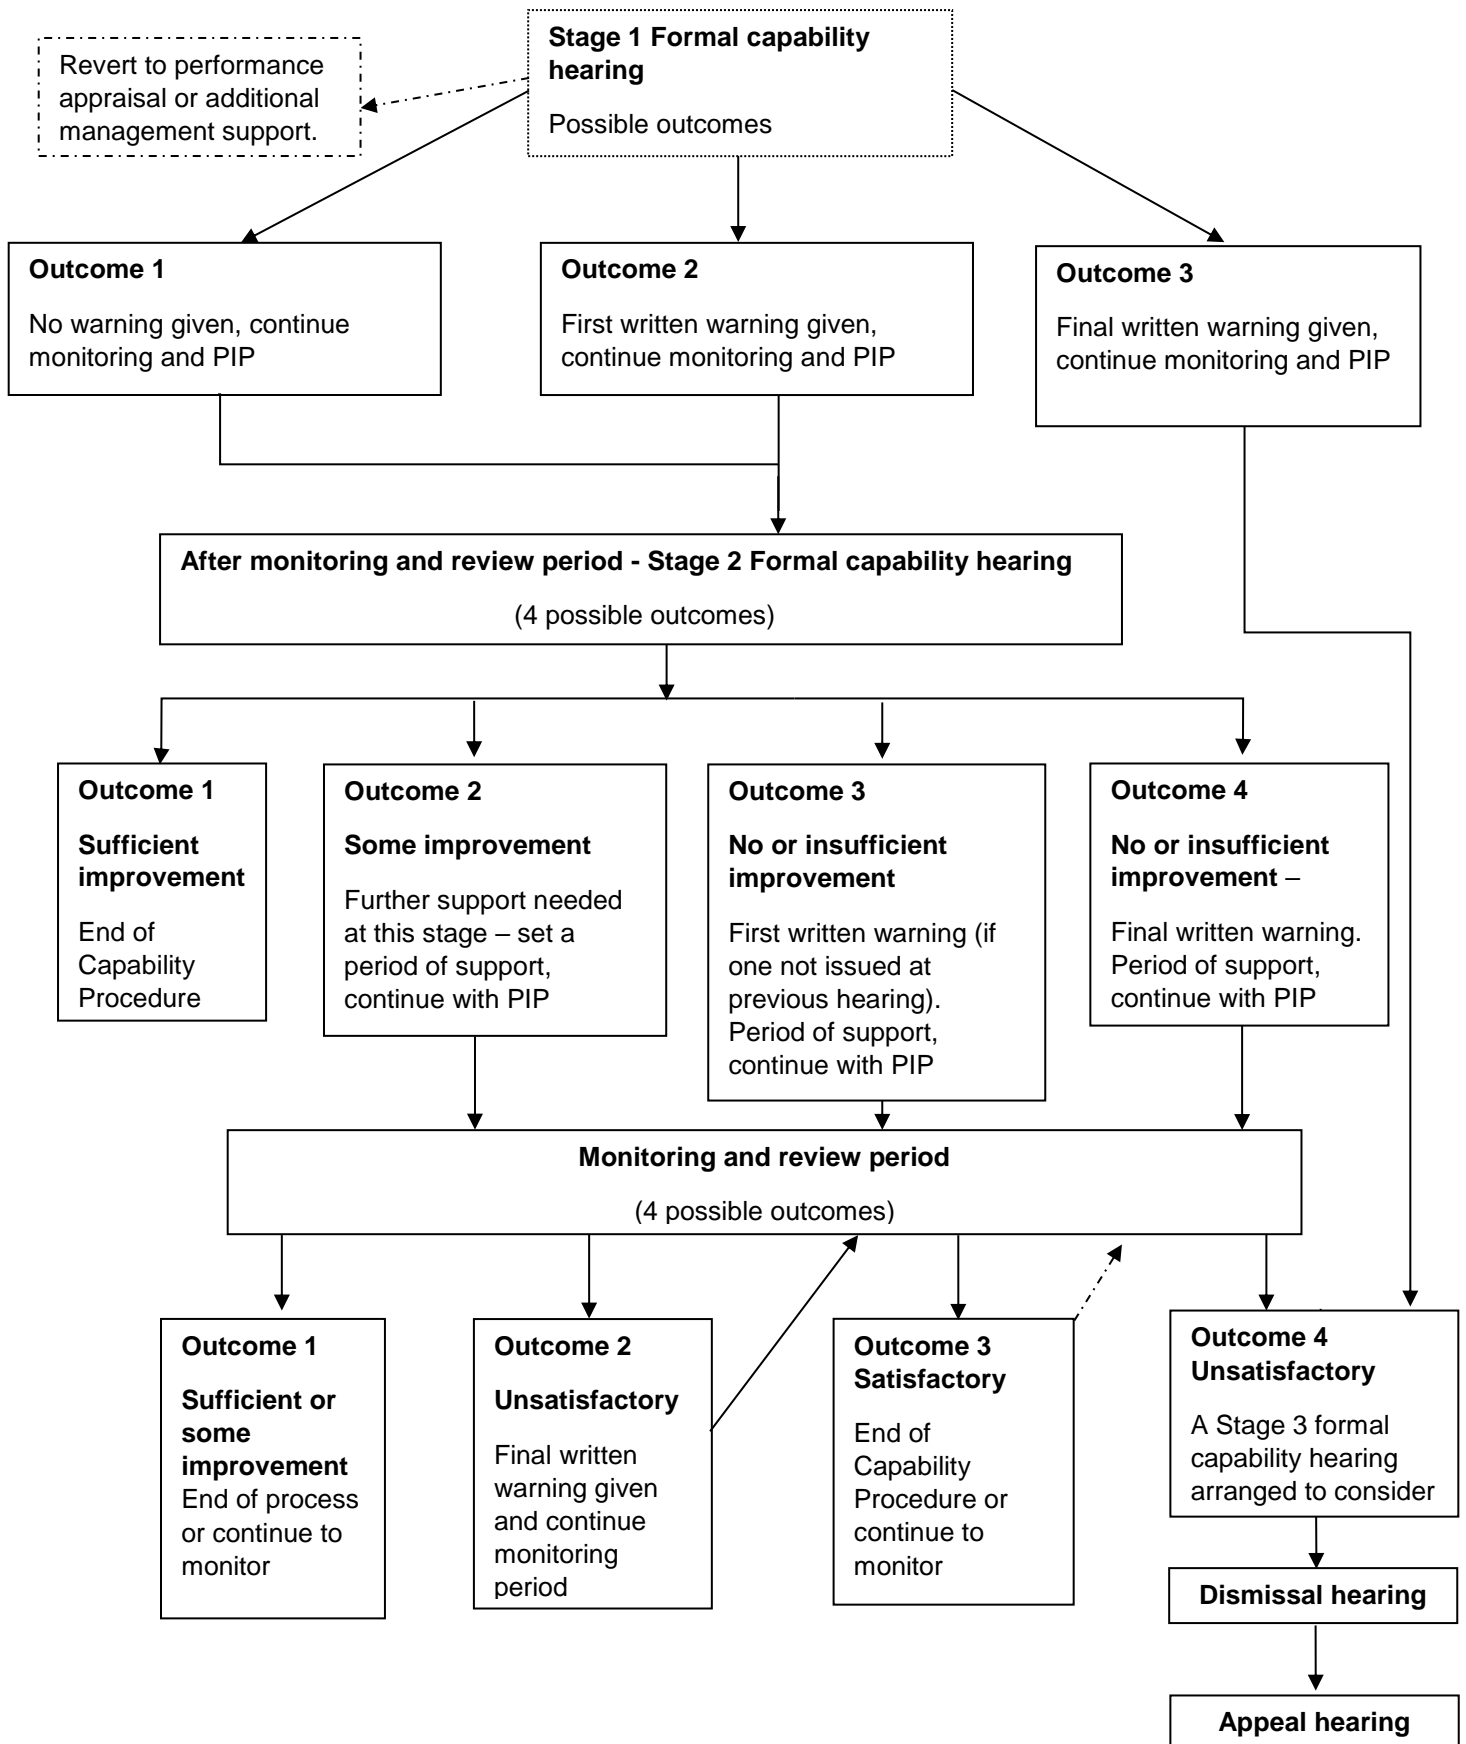 Stage 1 Formal capability
hearing
Possible outcomes
Revert to performance
appraisal or additional
management support.
Outcome 1
No warning given, continue
monitoring and PIP
Outcome 2
First written warning given,
continue monitoring and PIP
Outcome 3
Final written warning given,
continue monitoring and PIP
After monitoring and review period - Stage 2 Formal capability hearing
(4 possible outcomes)
Outcome 1
Sufficient
improvement
End of
Capability
Procedure
Outcome 2
Some improvement
Further support needed
at this stage – set a
period of support,
continue with PIP
Outcome 3
No or insufficient
improvement
First written warning (if
one not issued at
previous hearing).
Period of support,
continue with PIP
Outcome 4
No or insufficient
improvement –
Final written warning.
Period of support,
continue with PIP
Monitoring and review period
(4 possible outcomes)
Outcome 1
Sufficient or
some
improvement
End of process
or continue to
monitor
Outcome 2
Unsatisfactory
Final written
warning given
and continue
monitoring
period
Outcome 3
Satisfactory
End of
Capability
Procedure or
continue to
monitor
Outcome 4
Unsatisfactory
A Stage 3 formal
capability hearing
arranged to consider
Dismissal hearing
Appeal hearing